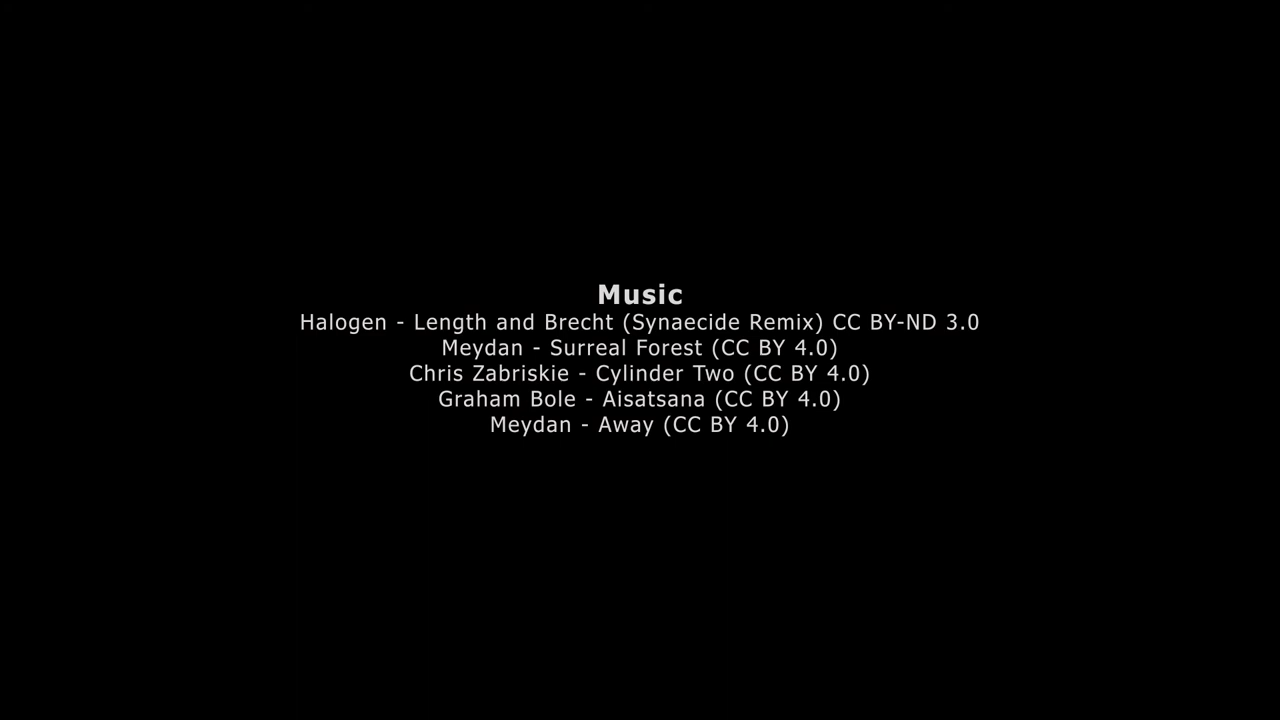 Music
Halogen - Length and Brecht (Synaecide Remix) CC BY-ND 3.0
Meydan - Surreal Forest (CC BY 4.0)
Chris Zabriskie - Cylinder Two (CC BY 4.0)
Graham Bole - Aisatsana (CC BY 4.0)
Meydan - Away (CC BY 4.0)